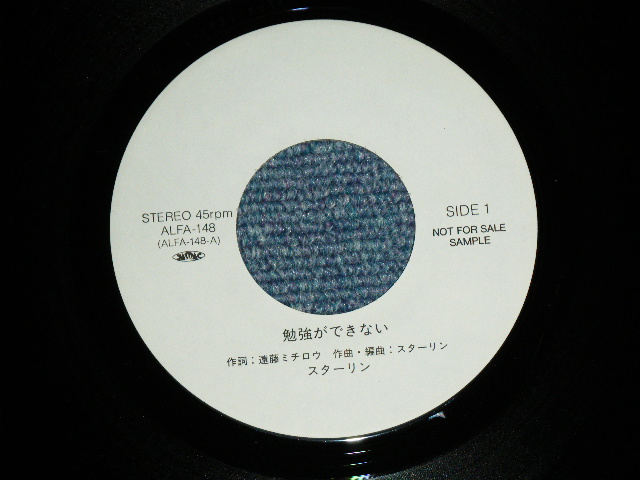 STEREO 45rpm
ALFA-148
(ALFA-148-A)
SIDE 1
NOT FOR SALE
SAMPLE
勉強ができない
作詞：遠藤ミチロウ 作曲・編曲：スターリン
スターリン